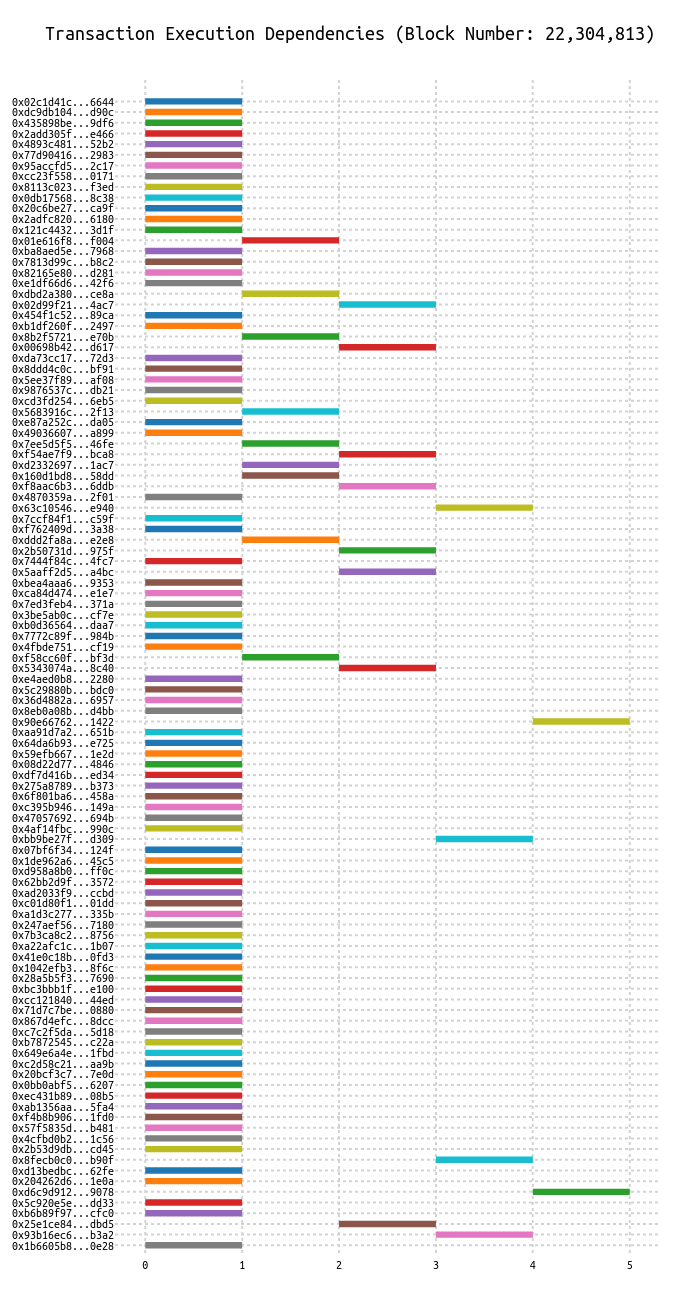 Transaction Execution Dependencies (Block Number: 22,304,813)
0x02c1d41c...6644
0xdc9db104...d90c
0x435898be...9df6
0x2add305f...e466
0x4893c481...52b2
0x77d90416...2983
0x95accfd5...2c17
0xcc23f558...0171
0x8113c023...f3ed
0x0db17568...8c38
0x20c6be27...ca9f
0x2adfc820...6180
0x121c4432...3d1f
0x01e616f8...f004
0xba8aed5e...7968
0x7813d99c...b8c2
0x82165e80...d281
0xe1df66d6...42f6
0xdbd2a380...ce8a
0x02d99f21...4ac7
0x454f1c52...89ca
0xb1df260f...2497
0x8b2f5721...e70b
0x00698b42...d617
0xda73cc17...72d3
0x8ddd4c0c...bf91
0x5ee37f89...af08
0x9876537c...db21
0xcd3fd254...6eb5
0x5683916c...2f13
0xe87a252c...da05
0x49036607...a899
0x7ee5d5f5...46fe
0xf54ae7f9...bca8
0xd2332697...1ac7
0x160d1bd8...58dd
0xf8aac6b3...6ddb
0x4870359a...2f01
0x63c10546...e940
0x7ccf84f1...c59f
0xf762409d...3a38
0xddd2fa8a...e2e8
0x2b50731d...975f
0x7444f84c...4fc7
0x5aaff2d5...a4bc
0xbea4aaa6...9353
0xca84d474...e1e7
0x7ed3feb4...371a
0x3be5ab0c...cf7e
0xb0d36564...daa7
0x7772c89f...984b
0x4fbde751...cf19
0xf58cc60f...bf3d
0x5343074a...8c40
0xe4aed0b8...2280
0x5c29880b...bdc0
0x36d4882a...6957
0x8eb0a08b...d4bb
0x90e66762...1422
0xaa91d7a2...651b
0x64da6b93...e725
0x59efb667...1e2d
0x08d22d77...4846
0xdf7d416b...ed34
0x275a8789...b373
0x6f801ba6...458a
0xc395b946...149a
0x47057692...694b
0x4af14fbc...990c
0xbb9be27f...d309
0x07bf6f34...124f
0x1de962a6...45c5
0xd958a8b0...ff0c
0x62bb2d9f...3572
0xad2033f9...ccbd
0xc01d80f1...01dd
0xa1d3c277...335b
0x247aef56...7180
0x7b3ca8c2...8756
0xa22afc1c...1b07
0x41e0c18b...0fd3
0x1042efb3...8f6c
0x28a5b5f3...7690
0xbc3bbb1f...e100
0xcc121840...44ed
0x71d7c7be...0880
0x867d4efc...8dcc
0xc7c2f5da...5d18
0xb7872545...c22a
0x649e6a4e...1fbd
0xc2d58c21...aa9b
0x20bcf3c7...7e0d
0x0bb0abf5...6207
0xec431b89...08b5
0xab1356aa...5fa4
0xf4b8b906...1fd0
0x57f5835d...b481
0x4cfbd0b2...1c56
0x2b53d9db...cd45
0x8fecb0c0...b90f
0xd13bedbc...62fe
0x204262d6...1e0a
0xd6c9d912...9078
0x5c920e5e...dd33
0xb6b89f97...cfc0
0x25e1ce84...dbd5
0x93b16ec6...b3a2
0x1b6605b8...0e28
0 1 2 3 4 5